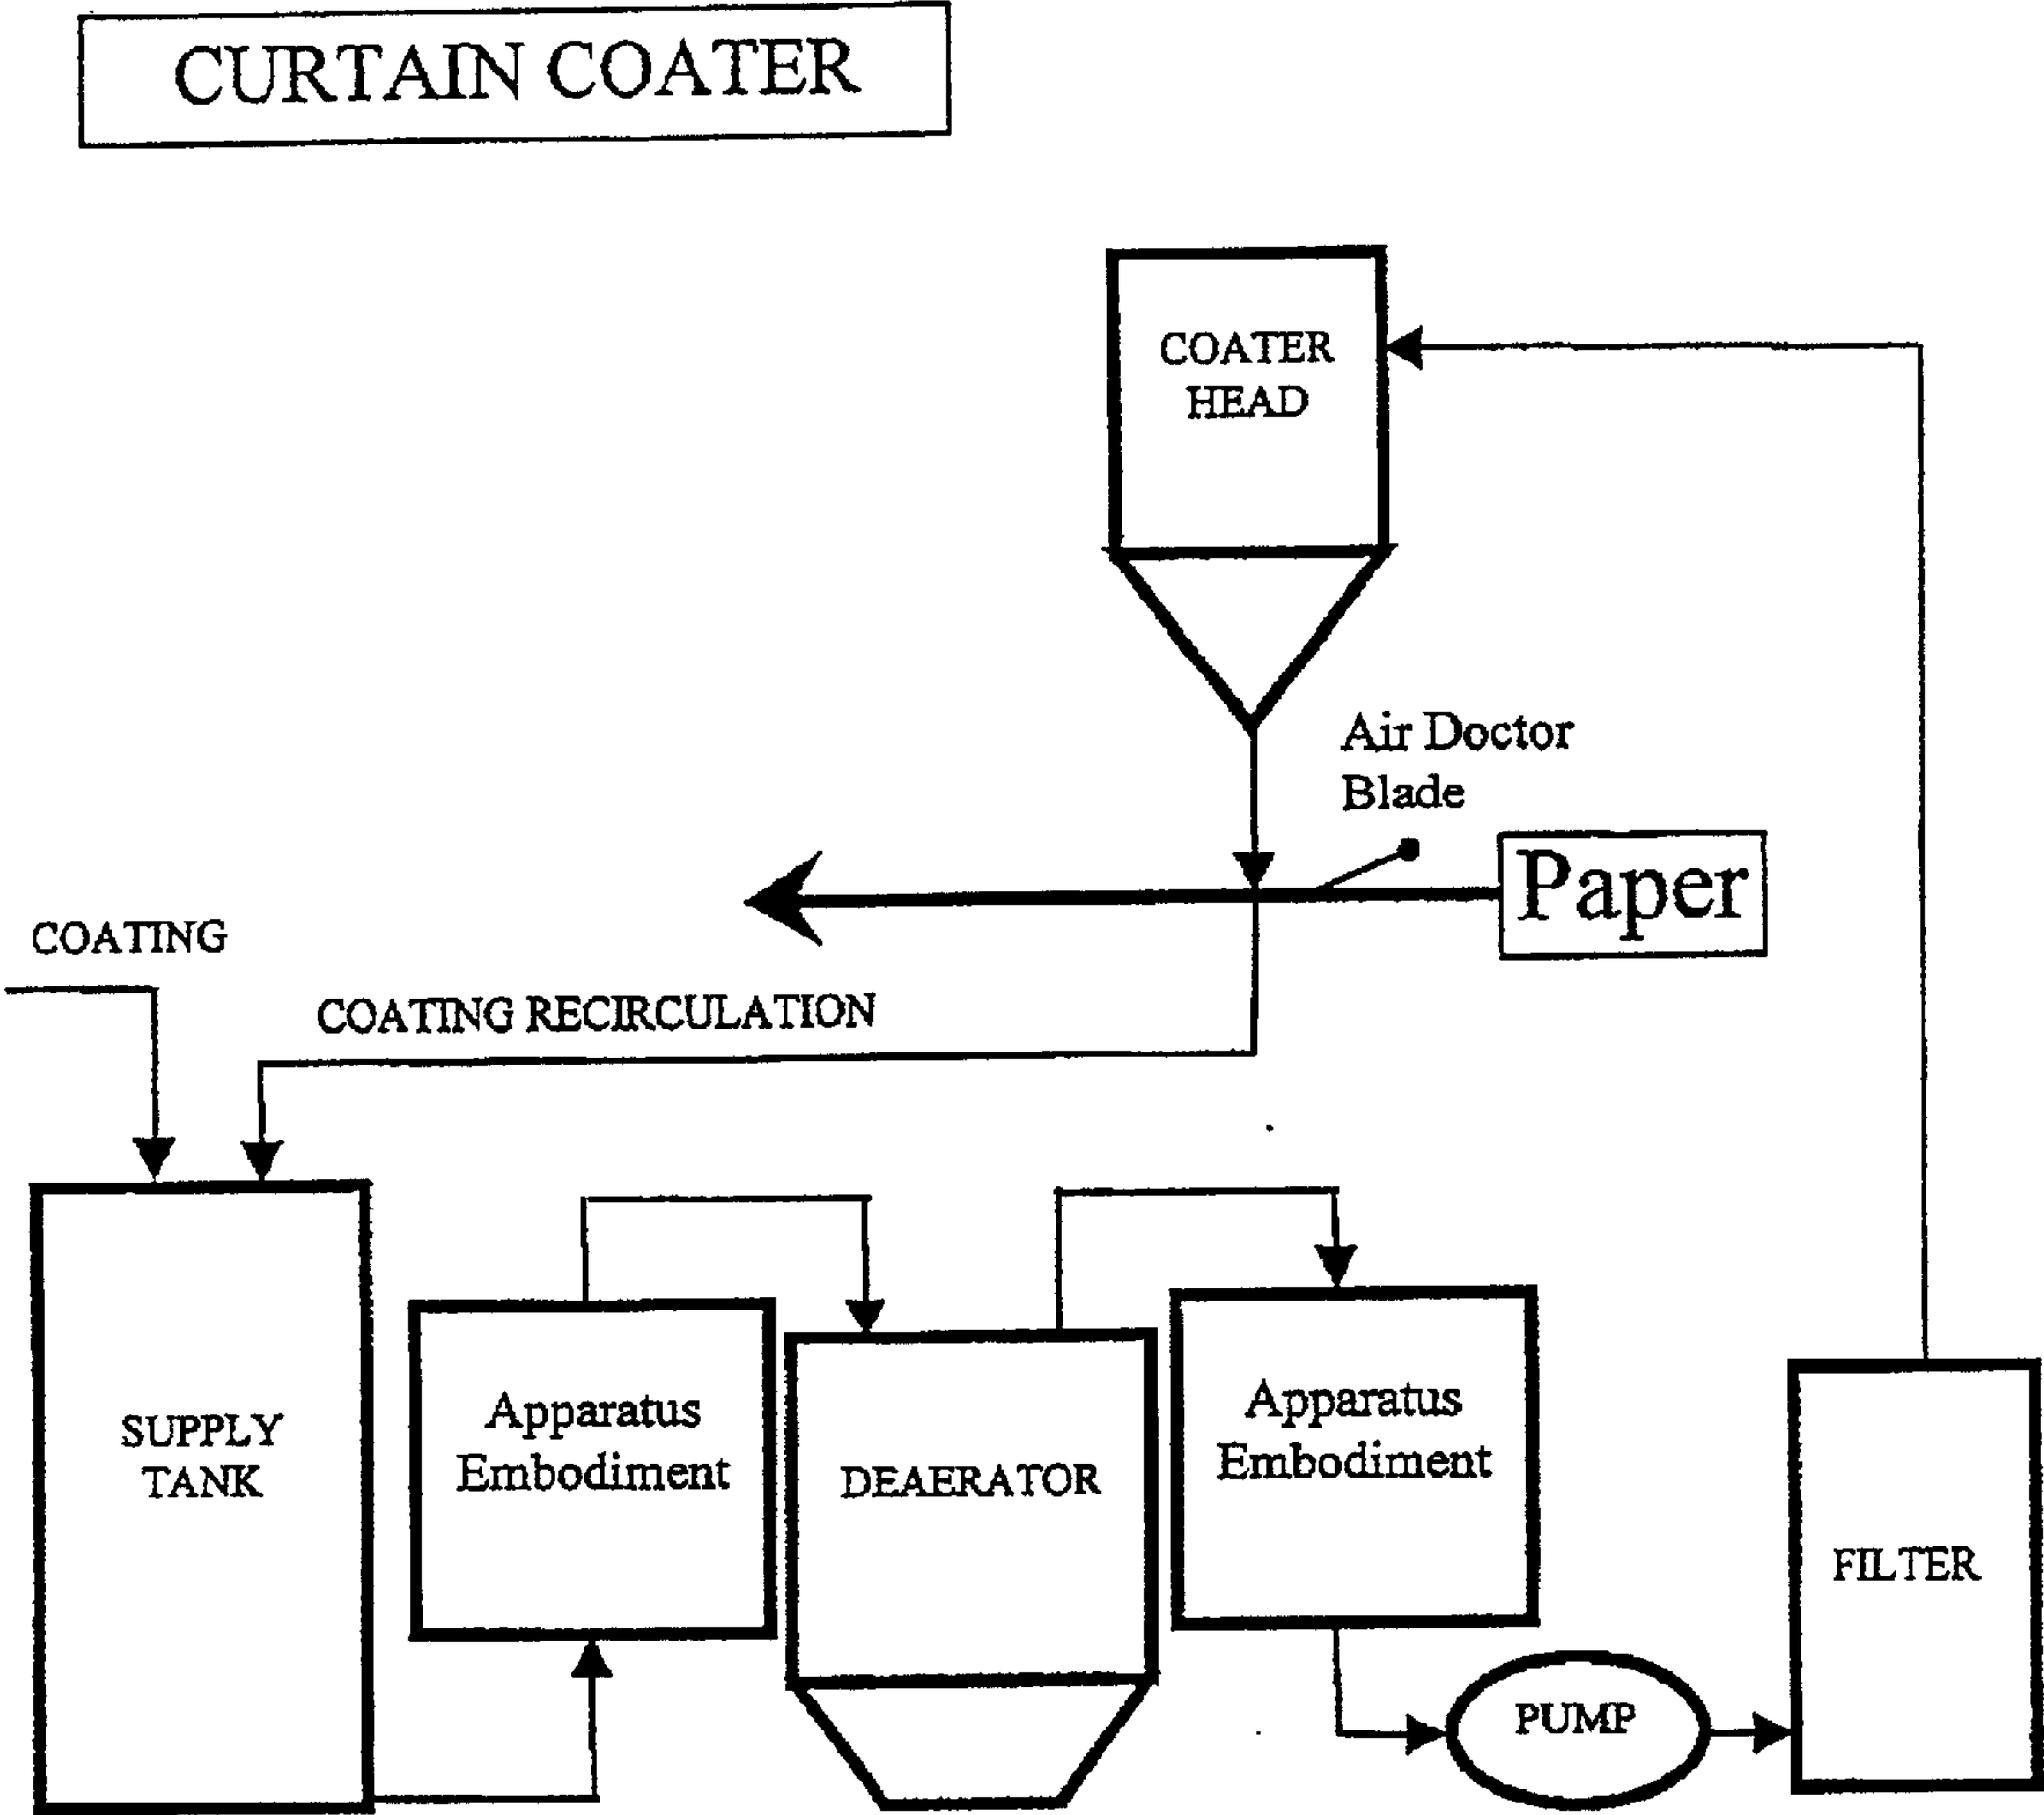 CURTAIN COATER
COATER
HEAD
Air Doctor
Blade
Paper
COATING
COATING RECIRCULATION
SUPPLY
TANK
Apparatus
Embodiment
DEAERATOR
Apparatus
Embodiment
FILTER
PUMP